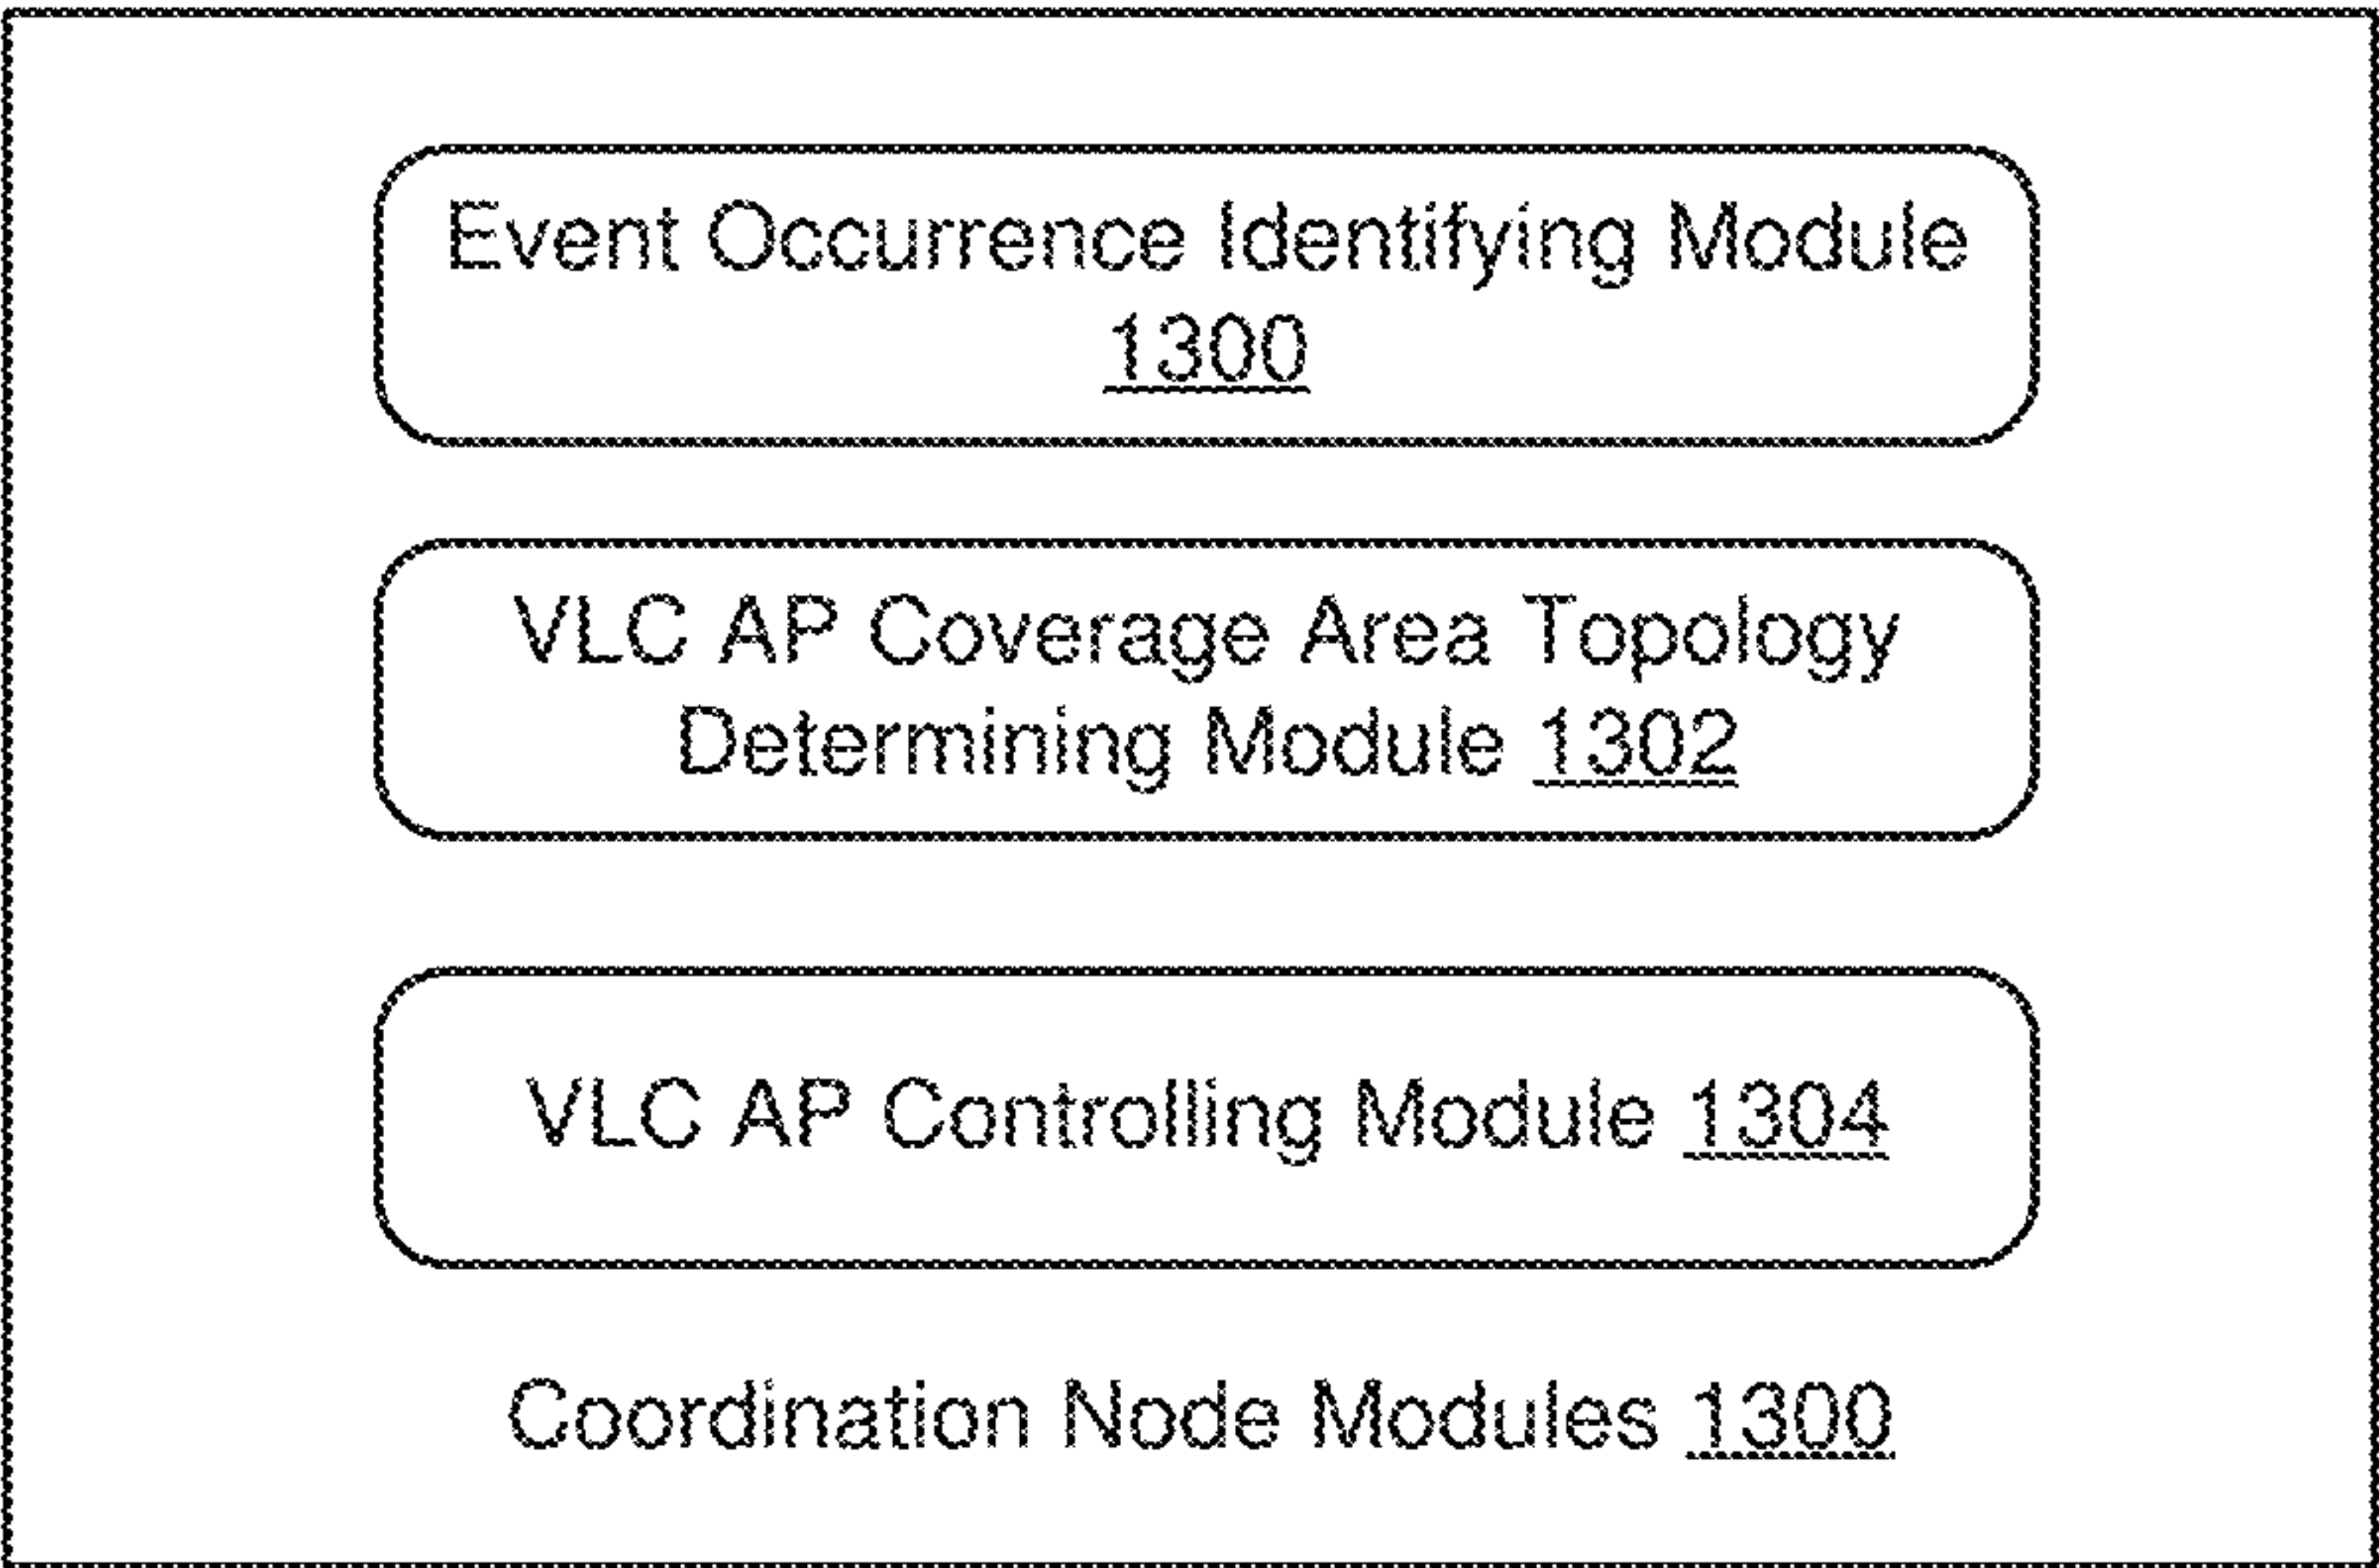 Event Occurrence Identifying Module
1300
VLC AP Coverage Area Topology
Determining Module 1302
VLC AP Controlling Module 1304
Coordination Node Modules 1300